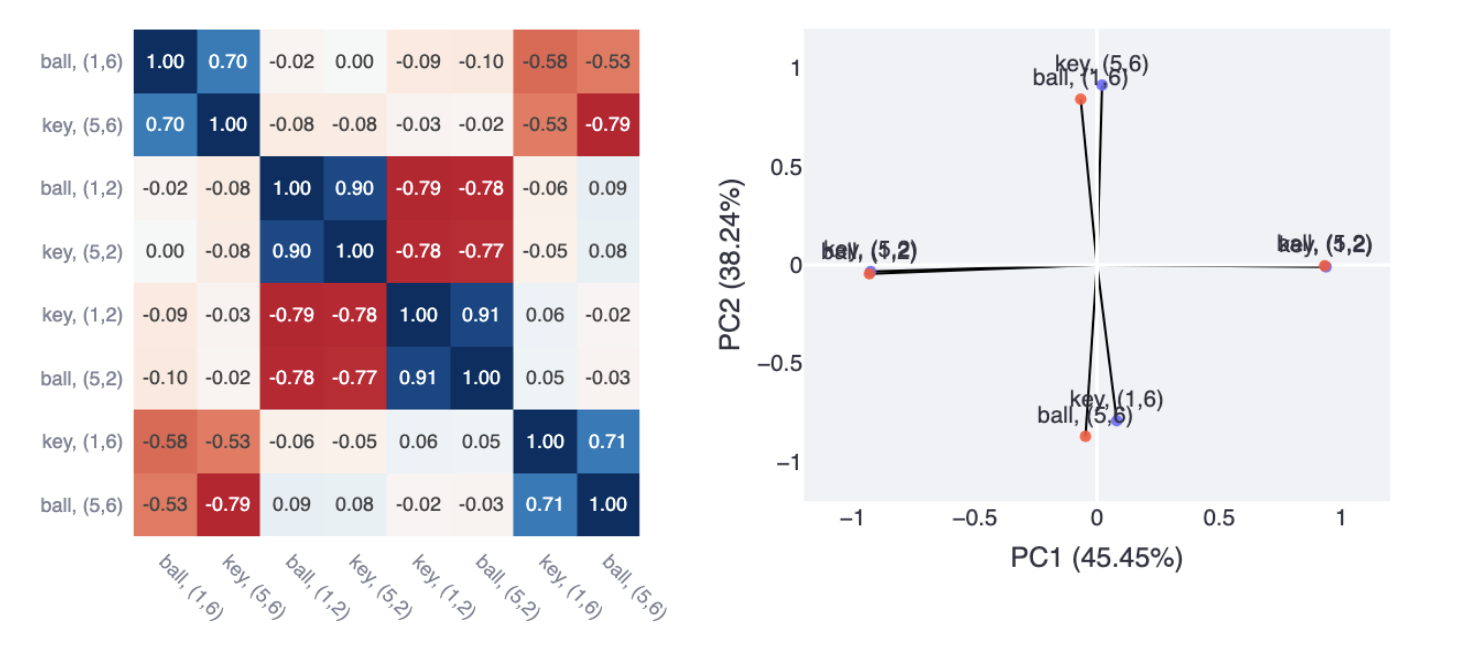 ball, (1,6) 1.00 0.70 -0.02 0.00 -0.09 -0.10 -0.58 -0.53
key, (5,6) 0.70 1.00 -0.08 -0.08 -0.03 -0.02 -0.53 -0.79
ball, (1,2) -0.02 -0.08 1.00 0.90 -0.79 -0.78 -0.06 0.09
key, (5,2) 0.00 -0.08 0.90 1.00 -0.78 -0.77 -0.05 0.08
key, (1,2) -0.09 -0.03 -0.79 -0.78 1.00 0.91 0.06 -0.02
ball, (5,2) -0.10 -0.02 -0.78 -0.77 0.91 1.00 0.05 -0.03
key, (1,6) -0.58 -0.53 -0.06 -0.05 0.06 0.05 1.00 0.71
ball, (5,6) -0.53 -0.79 0.09 0.08 -0.02 -0.03 0.71 1.00
ball, (1,6)
key, (5,6)
ball, (1,2)
key, (5,2)
key, (1,2)
ball, (5,2)
key, (1,6)
ball, (5,6)
PC2 (38.24%)
1
0.5
0
−0.5
−1
key, (5,6)
ball, (1,6)
key, (1,6)
ball, (5,6)
−1 −0.5 0 0.5 1
PC1 (45.45%)